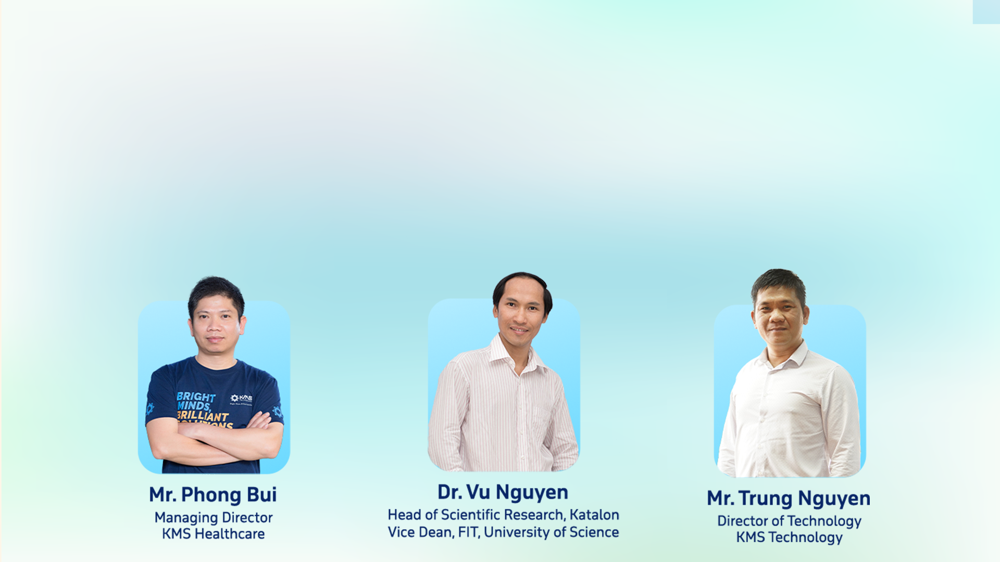 BRIGHT
MINDS,
BRILLIANT
SOLUTIONS
KMS
Mr. Phong Bui
Managing Director
KMS Healthcare
Dr. Vu Nguyen
Head of Scientific Research, Katalon
Vice Dean, FIT, University of Science
Mr. Trung Nguyen
Director of Technology
KMS Technology